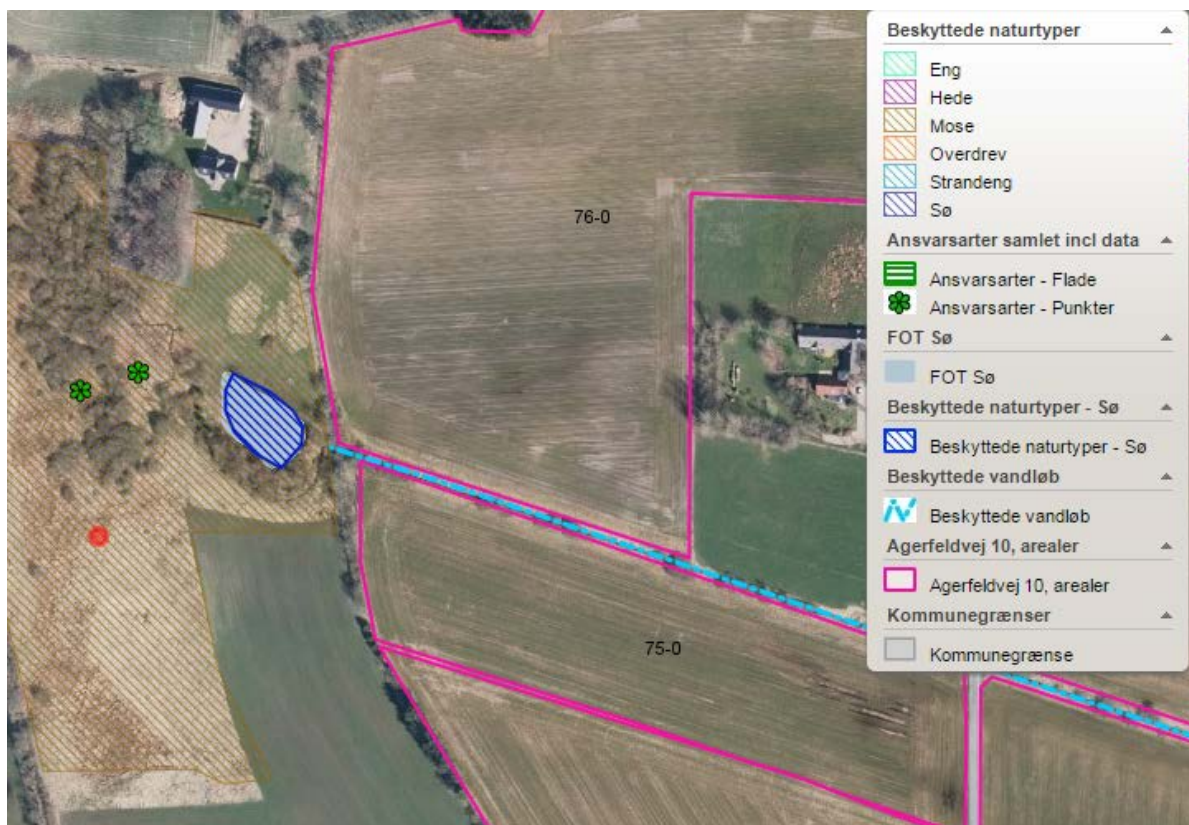 Beskyttede naturtyper
Eng
Hede
Mose
Overdrev
Strandeng
Sø
Ansvarsarter samlet incl data
Ansvarsarter - Flade
Ansvarsarter - Punkter
FOT Sø
FOT Sø
Beskyttede naturtyper - Sø
Beskyttede naturtyper - Sø
Beskyttede vandløb
Beskyttede vandløb
Agerfeldvej 10, arealer
Agerfeldvej 10, arealer
Kommunegrænser
Kommunegrænse
76-0
75-0